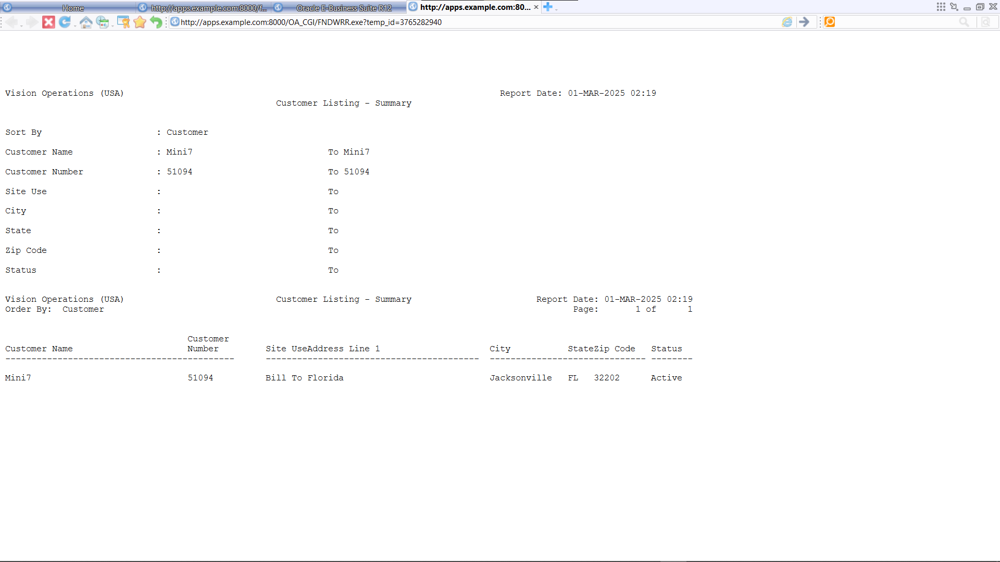 Home http://apps.example.com:8000/f... Oracle E-Business Suite R12 http://apps.example.com:80...
http://apps.example.com:8000/OA_CGI/FNDWRR.exe?temp_id=3765282940
Vision Operations (USA) Report Date: 01-MAR-2025 02:19
Customer Listing - Summary
Sort By : Customer
Customer Name : Mini7 To Mini7
Customer Number : 51094 To 51094
Site Use : To
City : To
State : To
Zip Code : To
Status : To
Vision Operations (USA) Customer Listing - Summary Report Date: 01-MAR-2025 02:19
Order By: Customer Page: 1 of 1
Customer
Customer Name Number Site UseAddress Line 1 City StateZip Code Status
Mini7 51094 Bill To Florida Jacksonville FL 32202 Active